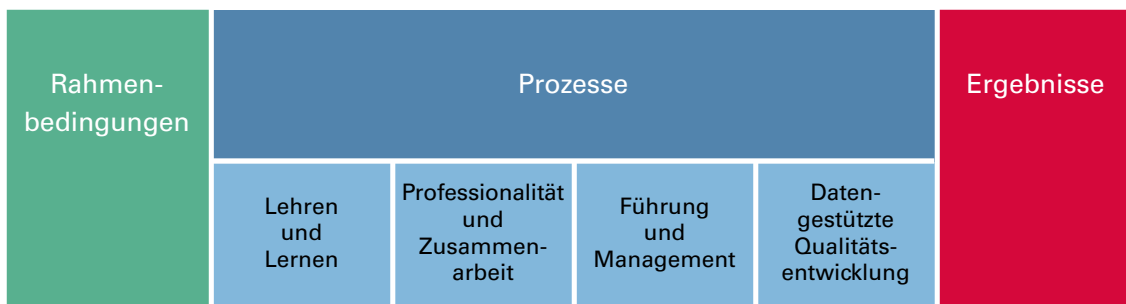 Rahmen-
bedingungen
Prozesse
Ergebnisse
Lehren
und
Lernen
Professionalität
und
Zusammen-
arbeit
Führung
und
Management
Daten-
gestützte
Qualitäts-
entwicklung